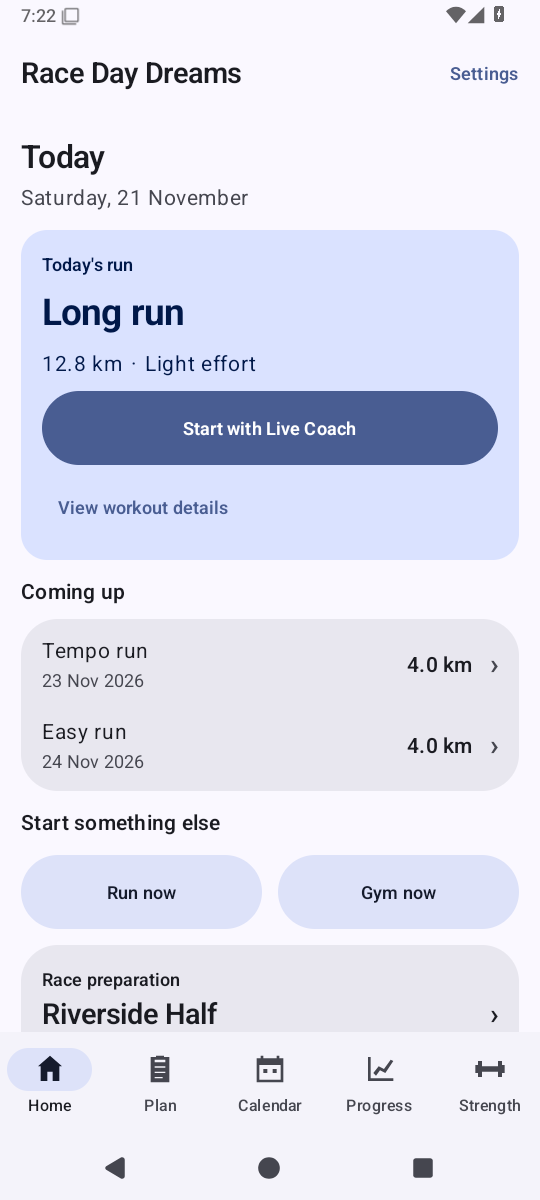 7:22
Race Day Dreams
Settings
Today
Saturday, 21 November
Today's run
Long run
12.8 km · Light effort
Start with Live Coach
View workout details
Coming up
Tempo run
23 Nov 2026
4.0 km ›
Easy run
24 Nov 2026
4.0 km ›
Start something else
Run now
Gym now
Race preparation
Riverside Half ›
Home
Plan
Calendar
Progress
Strength